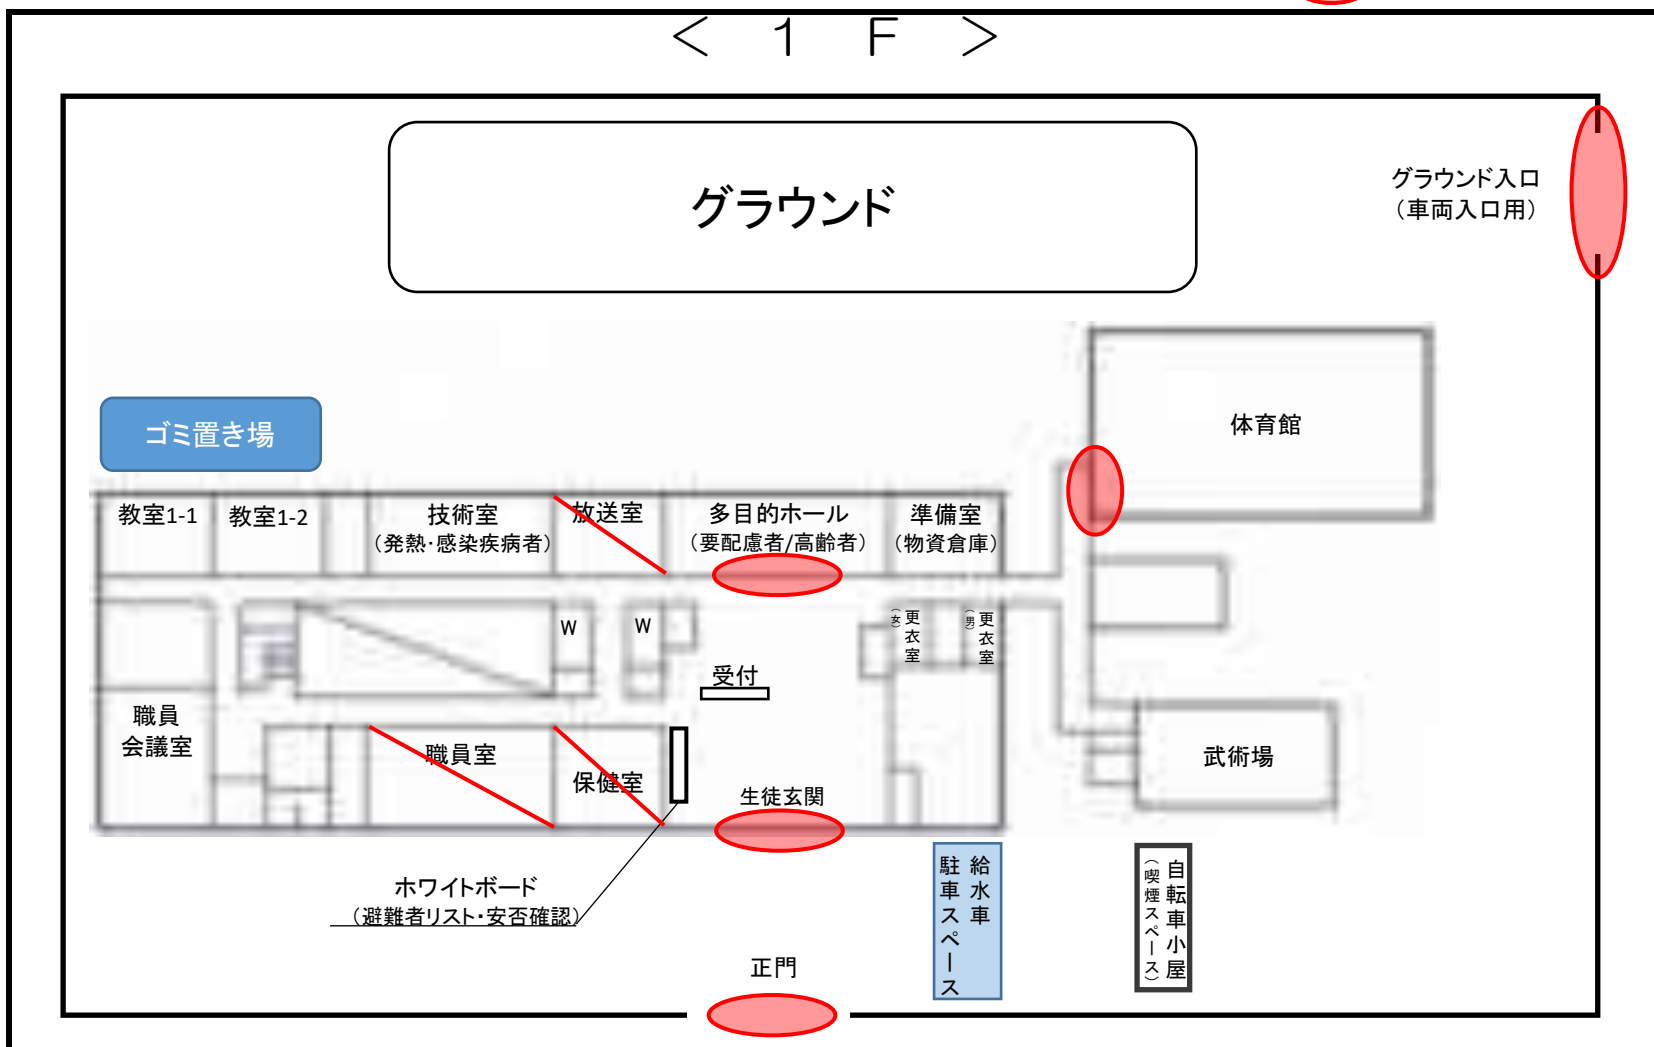 ＜　１　Ｆ　＞
グラウンド
グラウンド入口
（車両入口用）
体育館
ゴミ置き場
教室1-1
教室1-2
技術室
（発熱・感染疾病者）
放送室
多目的ホール
（要配慮者/高齢者）
準備室
（物資倉庫）
W
W
更衣室
（女）
更衣室
（男）
受付
職員
会議室
職員室
保健室
生徒玄関
武術場
ホワイトボード
（避難者リスト・安否確認）
給水車
駐車スペース
自転車小屋
（喫煙スペース）
正門